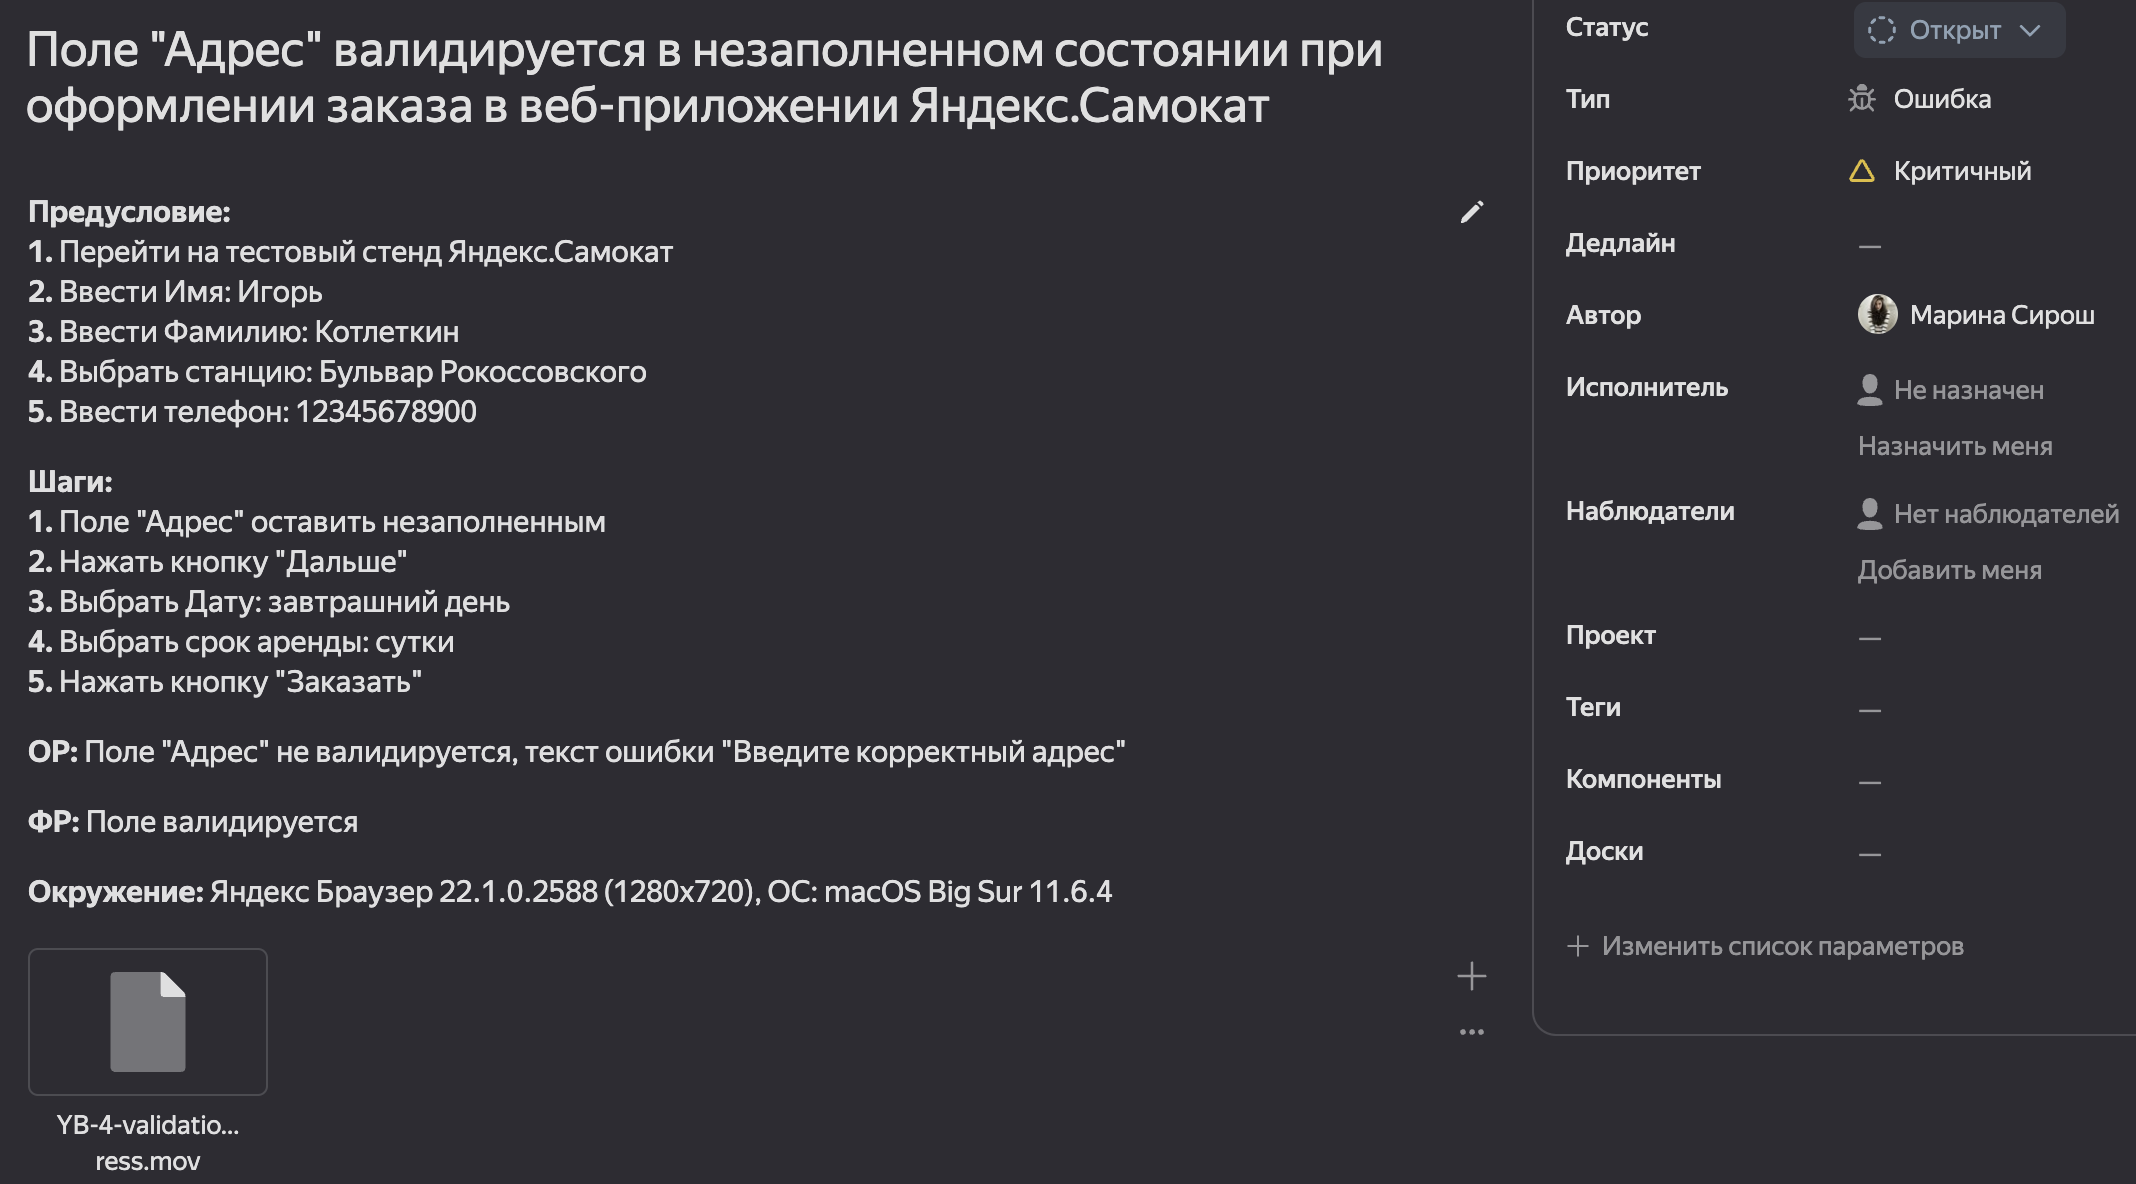 Поле "Адрес" валидируется в незаполненном состоянии при
оформлении заказа в веб-приложении Яндекс.Самокат
Предусловие:
1. Перейти на тестовый стенд Яндекс.Самокат
2. Ввести Имя: Игорь
3. Ввести Фамилию: Котлеткин
4. Выбрать станцию: Бульвар Рокоссовского
5. Ввести телефон: 12345678900
Шаги:
1. Поле "Адрес" оставить незаполненным
2. Нажать кнопку "Дальше"
3. Выбрать Дату: завтрашний день
4. Выбрать срок аренды: сутки
5. Нажать кнопку "Заказать"
ОР: Поле "Адрес" не валидируется, текст ошибки "Введите корректный адрес"
ФР: Поле валидируется
Окружение: Яндекс Браузер 22.1.0.2588 (1280x720), ОС: macOS Big Sur 11.6.4
YB-4-validatio...
ress.mov
Статус Открыт
Тип Ошибка
Приоритет Критичный
Дедлайн —
Автор Марина Сирош
Исполнитель Не назначен
Назначить меня
Наблюдатели Нет наблюдателей
Добавить меня
Проект —
Теги —
Компоненты —
Доски —
+ Изменить список параметров